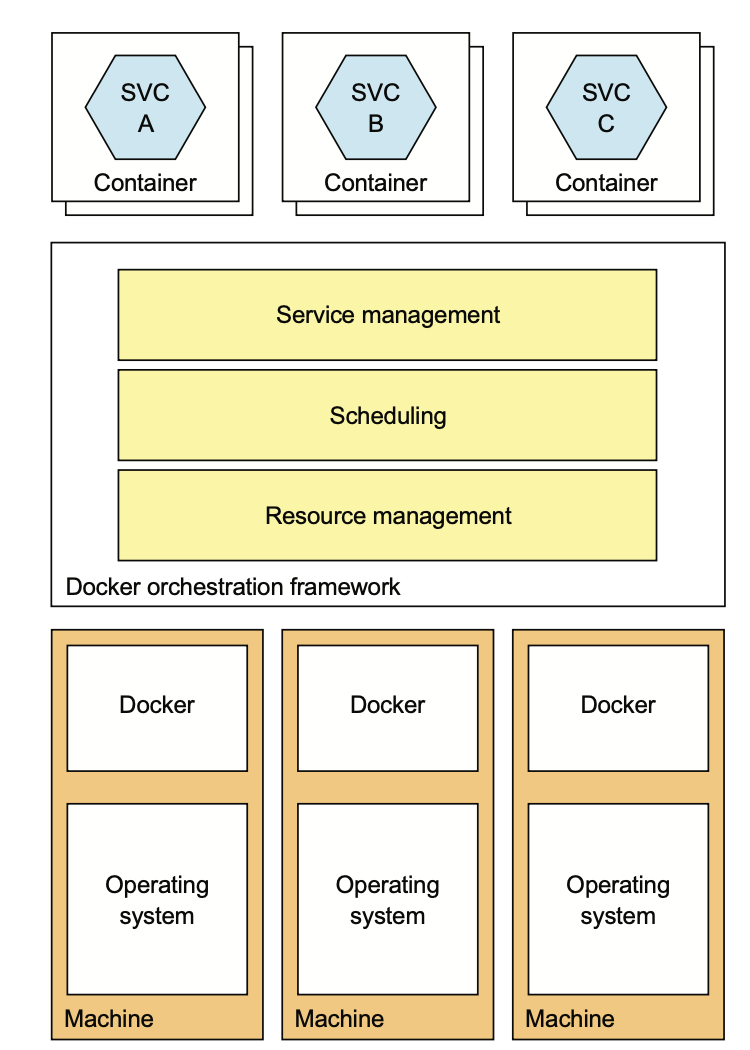 SVC
A
Container
SVC
B
Container
SVC
C
Container
Service management
Scheduling
Resource management
Docker orchestration framework
Docker
Operating
system
Machine
Docker
Operating
system
Machine
Docker
Operating
system
Machine